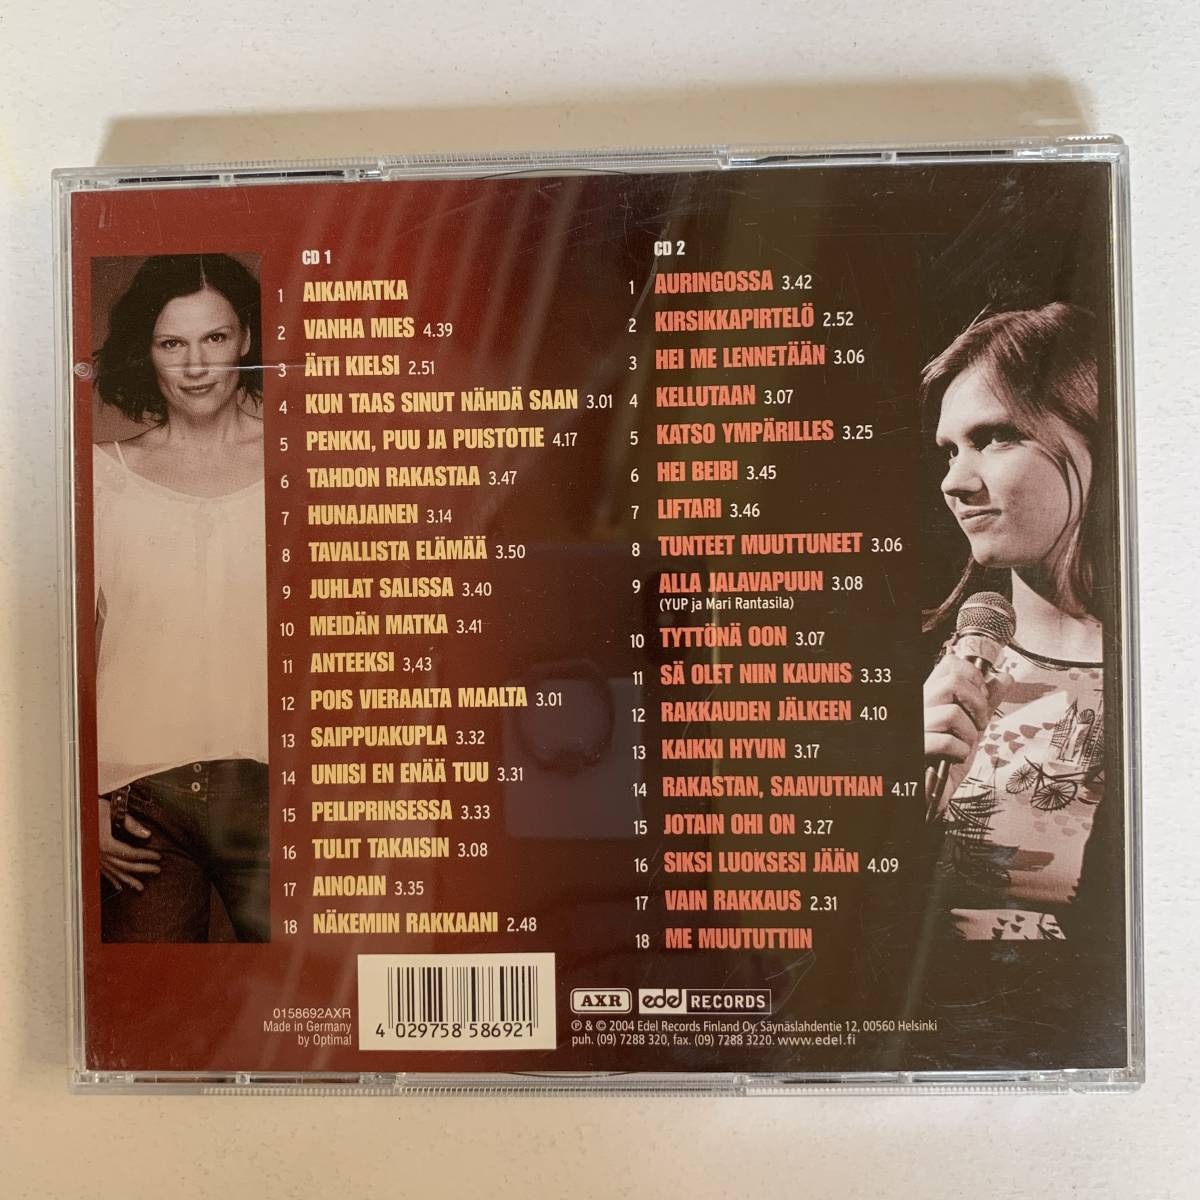 CD 1
1 AIKAMATKA
2 VANHA MIES 4.39
3 ÄITI KIELSI 2.51
4 KUN TAAS SINUT NÄHDÄ SAAN 3.01
5 PENKKI, PUU JA PUISTOTIE 4.17
6 TAHDON RAKASTAA 3.47
7 HUNAJAINEN 3.14
8 TAVALLISTA ELÄMÄÄ 3.50
9 JUHLAT SALISSA 3.40
10 MEIDÄN MATKA 3.41
11 ANTEEKSI 3,43
12 POIS VIERAALTA MAALTA 3.01
13 SAIPPUAKUPLA 3.32
14 UNIISI EN ENÄÄ TUU 3.31
15 PEILIPRINSESSA 3.33
16 TULIT TAKAISIN 3.08
17 AINOAIN 3.35
18 NÄKEMIIN RAKKAANI 2.48
CD 2
1 AURINGOSSA 3.42
2 KIRSIKKAPIRTELÖ 2.52
3 HEI ME LENNETÄÄN 3.06
4 KELLUTAAN 3.07
5 KATSO YMPÄRILLES 3.25
6 HEI BEIBI 3.45
7 LIFTARI 3.46
8 TUNTEET MUUTTUNEET 3.06
9 ALLA JALAVAPUUN 3.08
(YUP ja Mari Rantasila)
10 TYTTÖNÄ OON 3.07
11 SÄ OLET NIIN KAUNIS 3.33
12 RAKKAUDEN JÄLKEEN 4.10
13 KAIKKI HYVIN 3.17
14 RAKASTAN, SAAVUTHAN 4.17
15 JOTAIN OHI ON 3.27
16 SIKSI LUOKSESI JÄÄN 4.09
17 VAIN RAKKAUS 2.31
18 ME MUUTUTTIIN
0158692AXR
Made in Germany
by Optimal
4 029758 586921
AXR edel RECORDS
℗ & © 2004 Edel Records Finland Oy. Säynäslahdentie 12, 00560 Helsinki
puh. (09) 7288 320, fax. (09) 7288 3220. www.edel.fi